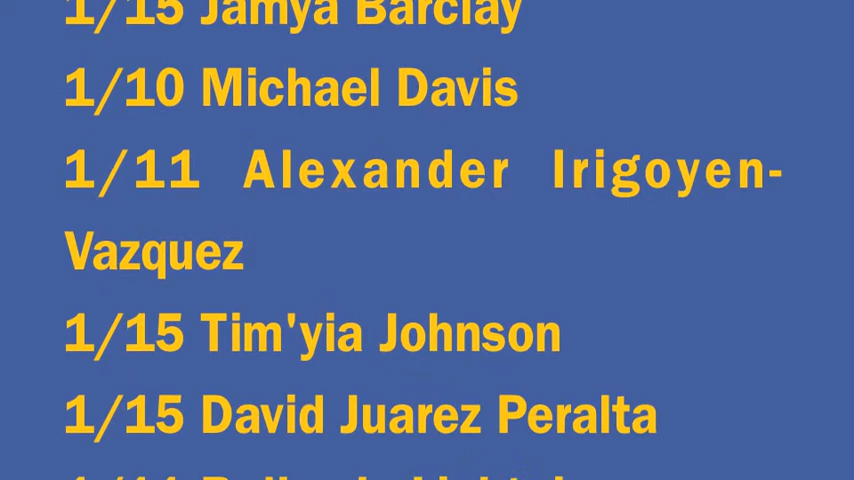 1/15 Jamya Barclay
1/10 Michael Davis
1/11 Alexander Irigoyen-
Vazquez
1/15 Tim'yia Johnson
1/15 David Juarez Peralta